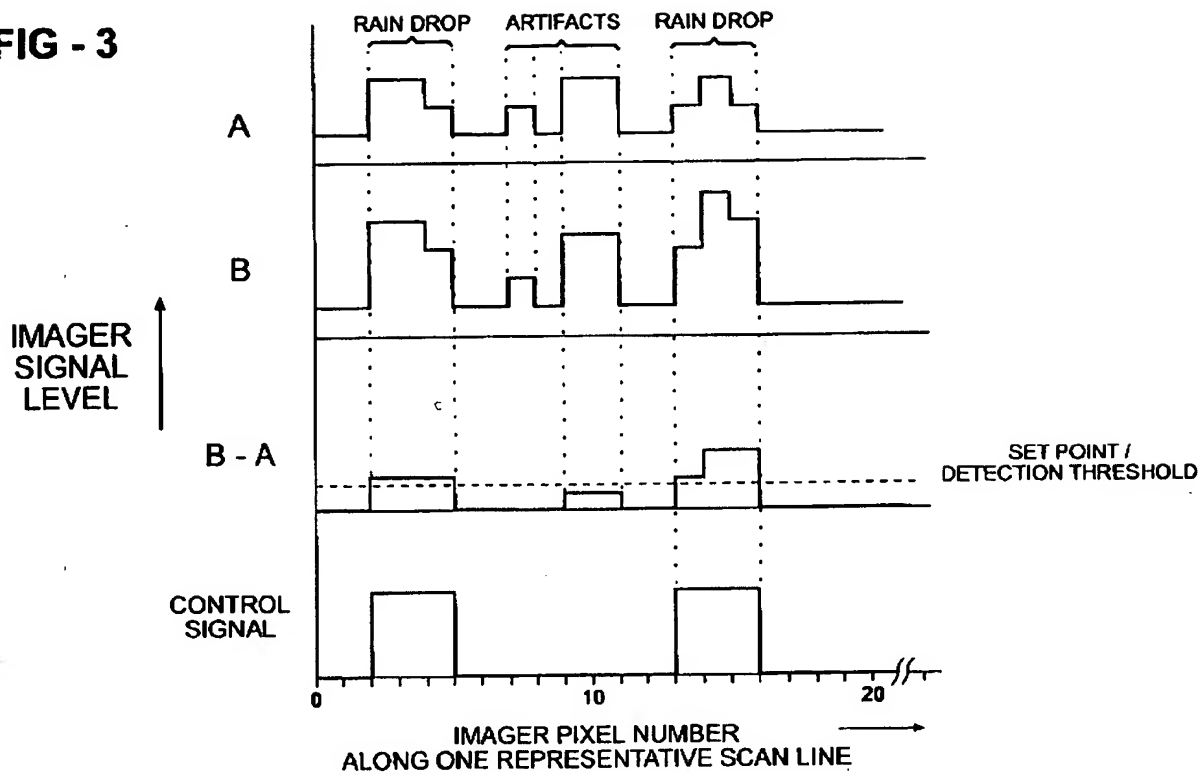 FIG - 3
RAIN DROP
ARTIFACTS
RAIN DROP
A
B
IMAGER
SIGNAL
LEVEL
B - A
SET POINT /
DETECTION THRESHOLD
CONTROL
SIGNAL
0 10 20
IMAGER PIXEL NUMBER
ALONG ONE REPRESENTATIVE SCAN LINE